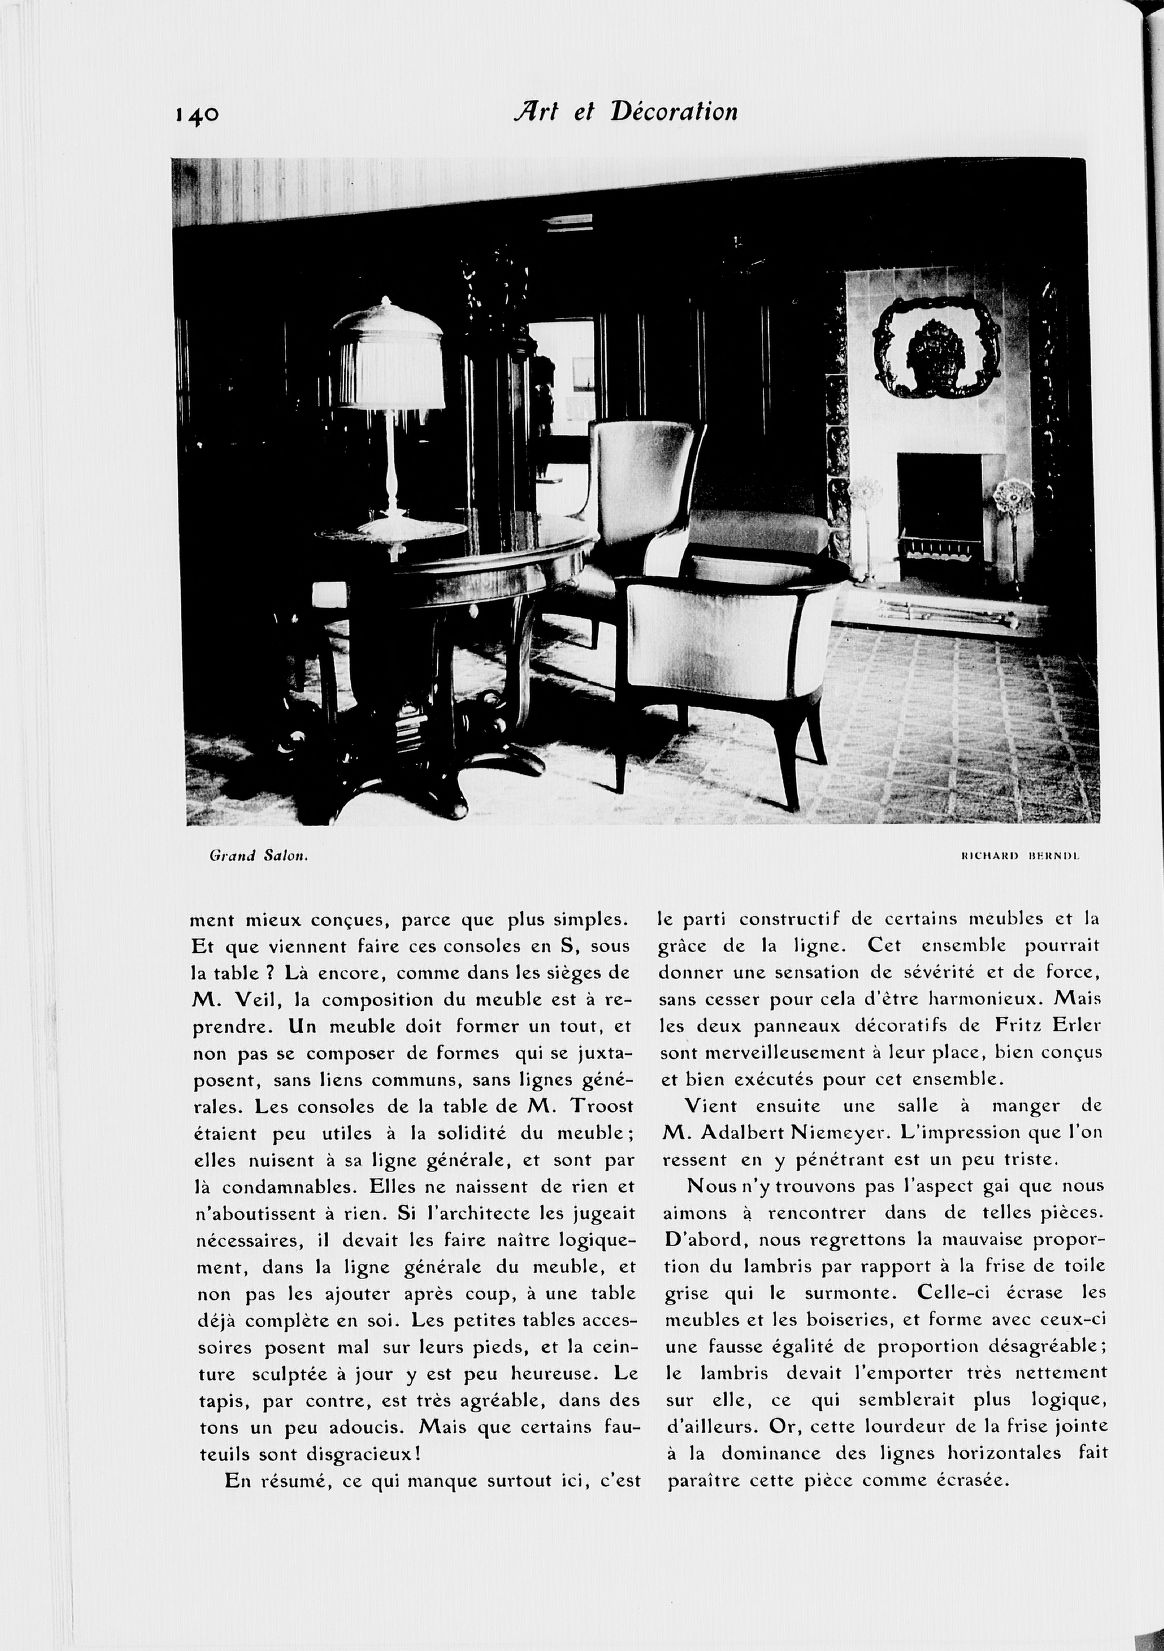 140
Art et Décoration
Grand Salon.
RICHARD BERNDL
ment mieux conçues, parce que plus simples.
Et que viennent faire ces consoles en S, sous
la table ? Là encore, comme dans les sièges de
M. Veil, la composition du meuble est à re-
prendre. Un meuble doit former un tout, et
non pas se composer de formes qui se juxta-
posent, sans liens communs, sans lignes géné-
rales. Les consoles de la table de M. Troost
étaient peu utiles à la solidité du meuble;
elles nuisent à sa ligne générale, et sont par
là condamnables. Elles ne naissent de rien et
n'aboutissent à rien. Si l'architecte les jugeait
nécessaires, il devait les faire naître logique-
ment, dans la ligne générale du meuble, et
non pas les ajouter après coup, à une table
déjà complète en soi. Les petites tables acces-
soires posent mal sur leurs pieds, et la cein-
ture sculptée à jour y est peu heureuse. Le
tapis, par contre, est très agréable, dans des
tons un peu adoucis. Mais que certains fau-
teuils sont disgracieux!
En résumé, ce qui manque surtout ici, c'est
le parti constructif de certains meubles et la
grâce de la ligne. Cet ensemble pourrait
donner une sensation de sévérité et de force,
sans cesser pour cela d'être harmonieux. Mais
les deux panneaux décoratifs de Fritz Erler
sont merveilleusement à leur place, bien conçus
et bien exécutés pour cet ensemble.
Vient ensuite une salle à manger de
M. Adalbert Niemeyer. L'impression que l'on
ressent en y pénétrant est un peu triste.
Nous n'y trouvons pas l'aspect gai que nous
aimons à rencontrer dans de telles pièces.
D'abord, nous regrettons la mauvaise propor-
tion du lambris par rapport à la frise de toile
grise qui le surmonte. Celle-ci écrase les
meubles et les boiseries, et forme avec ceux-ci
une fausse égalité de proportion désagréable;
le lambris devait l'emporter très nettement
sur elle, ce qui semblerait plus logique,
d'ailleurs. Or, cette lourdeur de la frise jointe
à la dominance des lignes horizontales fait
paraître cette pièce comme écrasée.